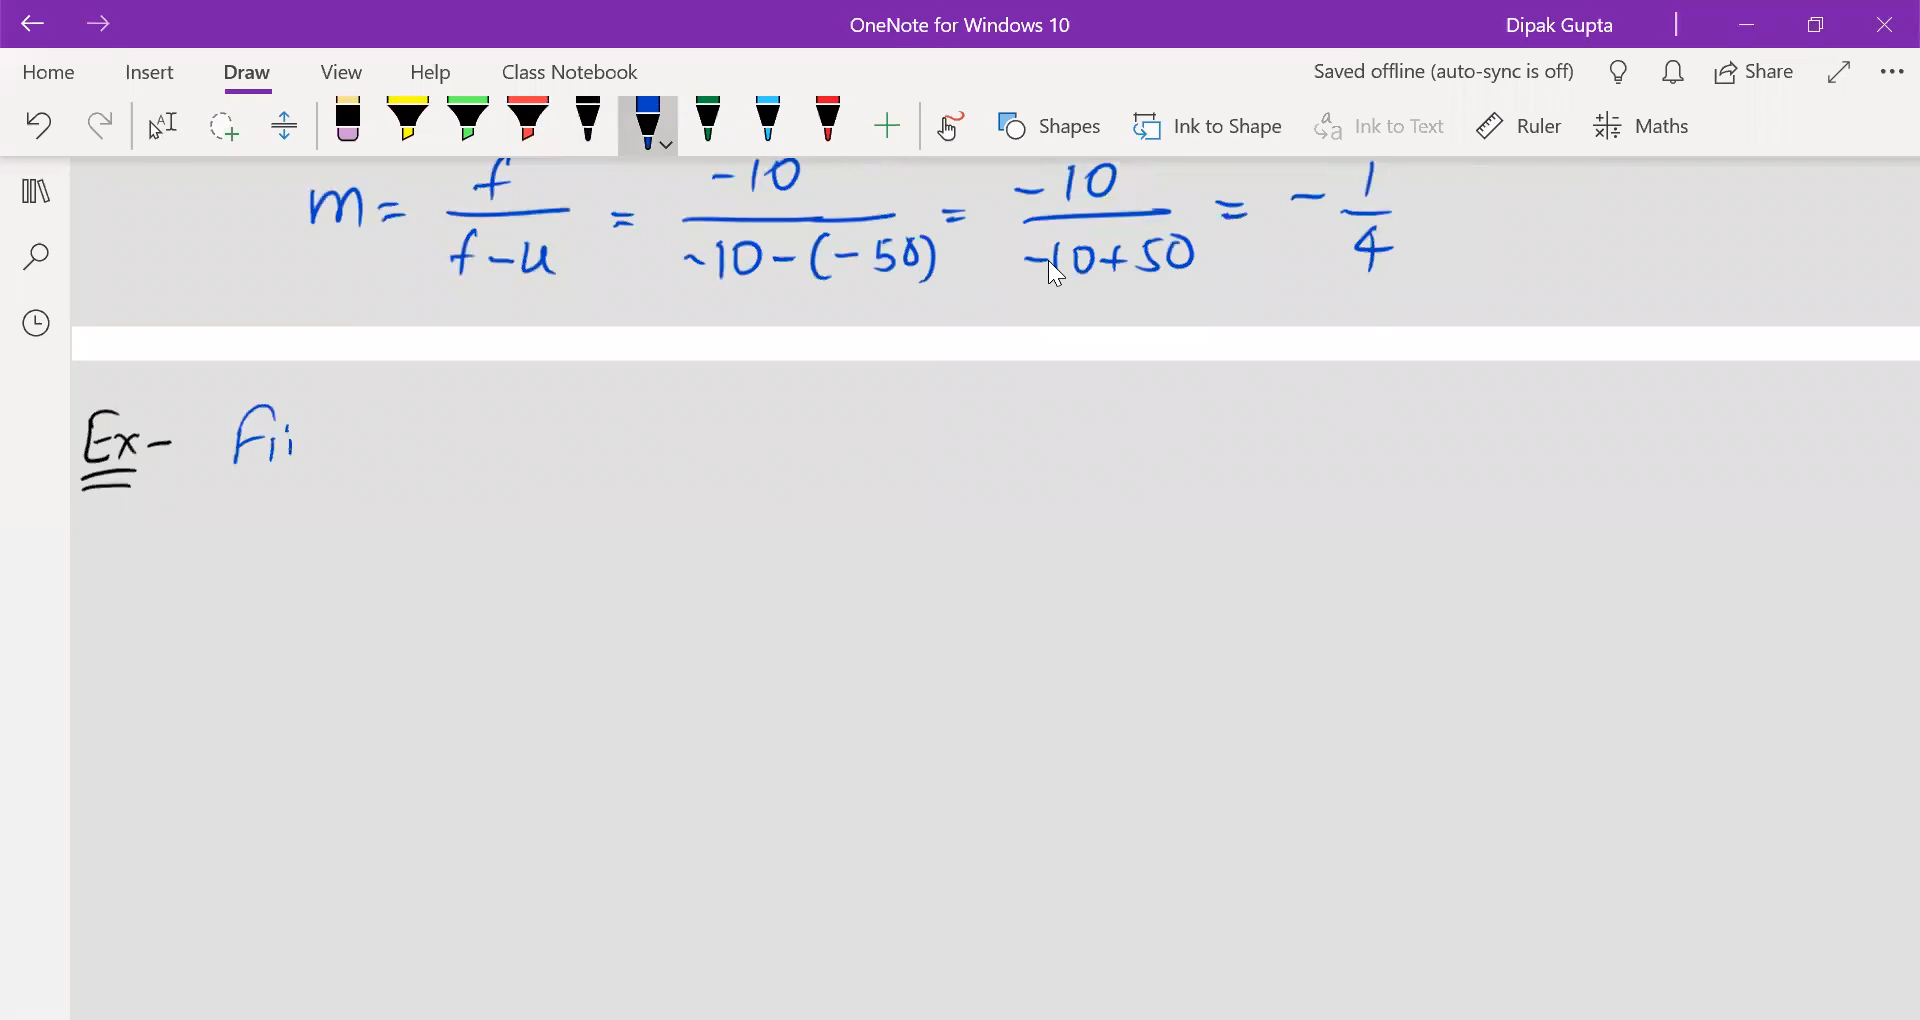 OneNote for Windows 10 Dipak Gupta
Home Insert Draw View Help Class Notebook Saved offline (auto-sync is off) Share
Shapes Ink to Shape Ink to Text Ruler Maths
m = f / f - u = -10 / -10 - (-50) = -10 / -10 + 50 = - 1 / 4
Ex - Fii